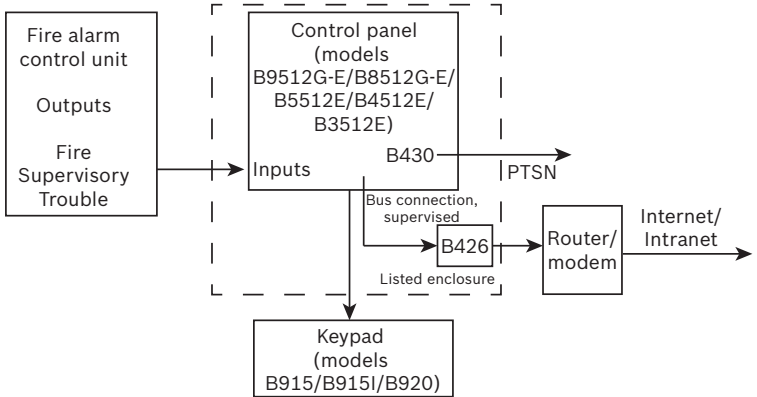 Fire alarm
control unit
Outputs
Fire
Supervisory
Trouble
Control panel
(models
B9512G-E/B8512G-E/
B5512E/B4512E/
B3512E)
B430
Inputs
PTSN
Bus connection,
supervised
B426
Listed enclosure
Router/
modem
Internet/
Intranet
Keypad
(models
B915/B915I/B920)